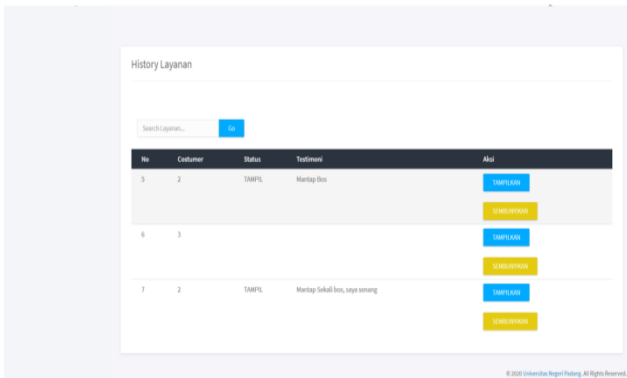 History Layanan
Search Layanan... Go
No Costumer Status Testimoni Aksi
5 2 TAMPIL Mantap Bos TAMPILKAN
SEMBUNYIKAN
6 3 TAMPILKAN
SEMBUNYIKAN
7 2 TAMPIL Mantap Sekali bos, saya senang TAMPILKAN
SEMBUNYIKAN
© 2020 Universitas Negeri Padang. All Rights Reserved.